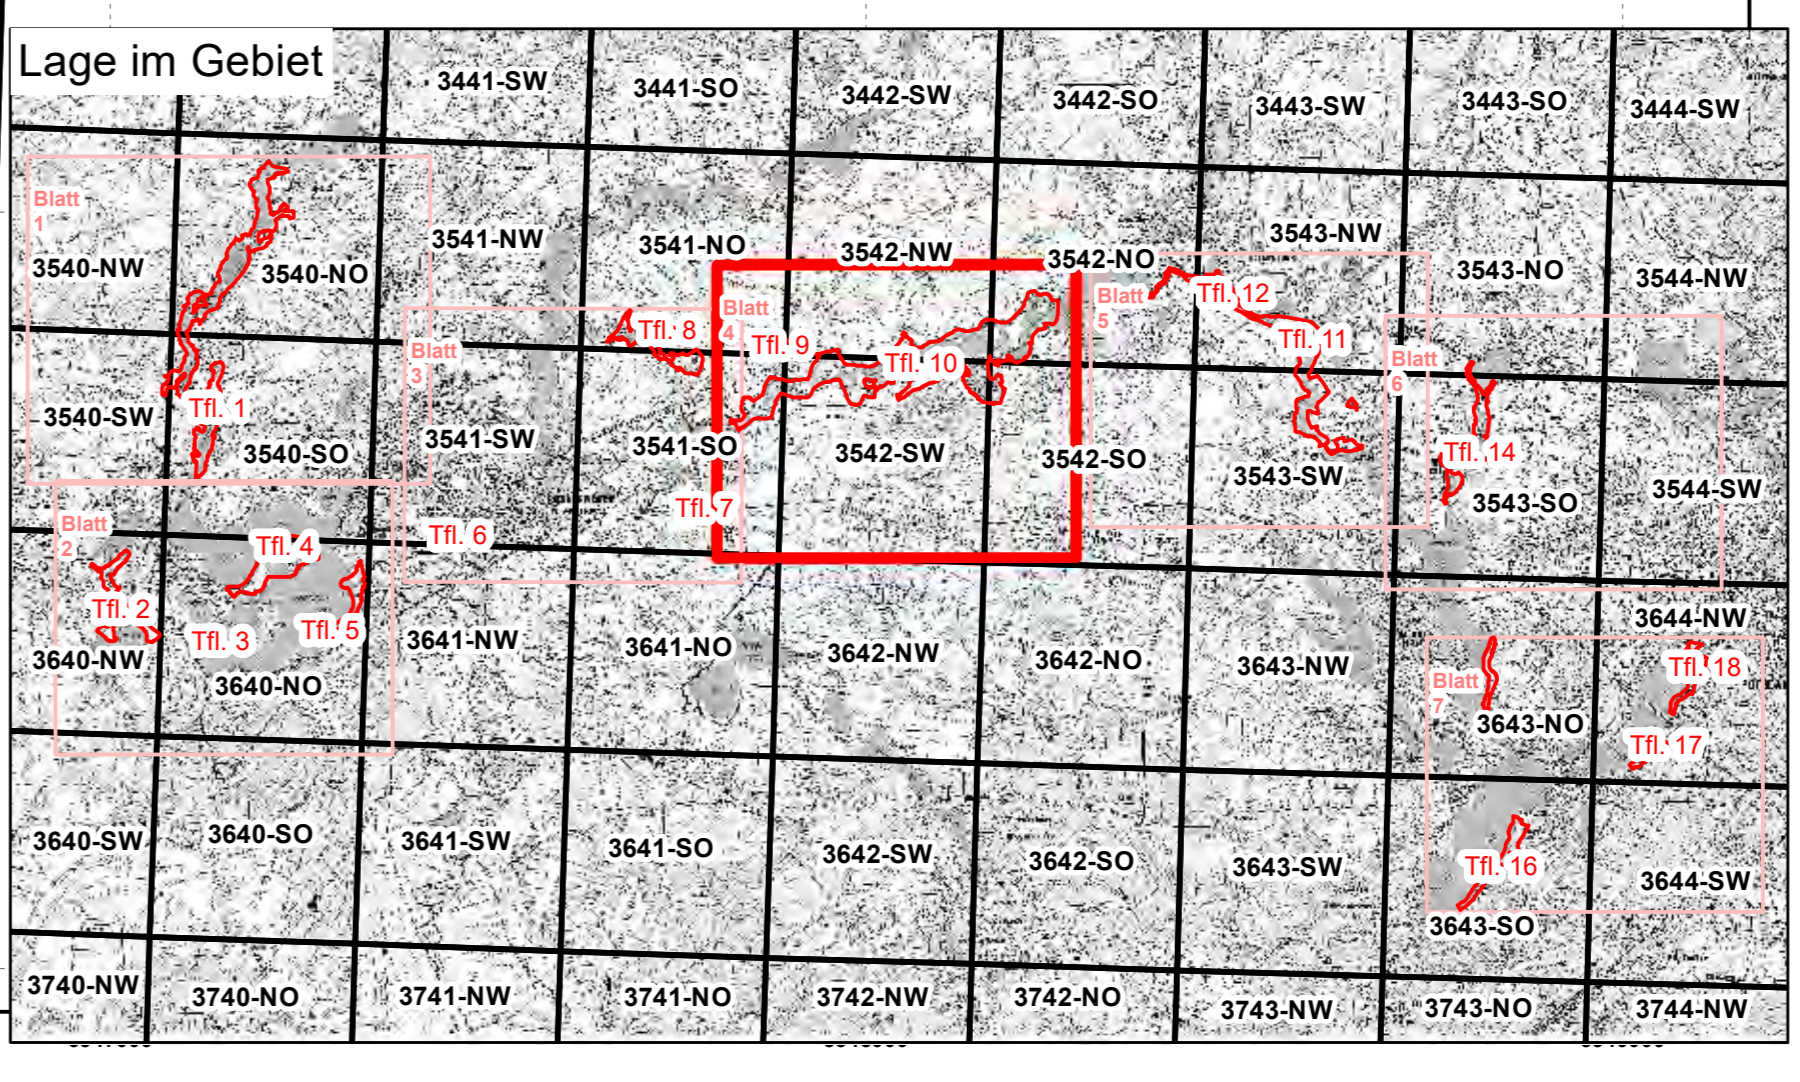 Lage im Gebiet
3441-SW
3441-SO
3442-SW
3442-SO
3443-SW
3443-SO
3444-SW
Blatt
1
3540-NW
3540-NO
3541-NW
3541-NO
3542-NW
3542-NO
3543-NW
3543-NO
3544-NW
Blatt
3
Tfl. 8
Blatt
4
Tfl. 9
Tfl. 10
Blatt
5
Tfl. 12
Tfl. 11
Blatt
6
3540-SW
Tfl. 1
3540-SO
3541-SW
3541-SO
3542-SW
3542-SO
3543-SW
Tfl. 14
3543-SO
3544-SW
Tfl. 7
Tfl. 6
Blatt
2
Tfl. 4
Tfl. 2
Tfl. 3
Tfl. 5
3640-NW
3640-NO
3641-NW
3641-NO
3642-NW
3642-NO
3643-NW
Blatt
7
3643-NO
3644-NW
Tfl. 18
Tfl. 17
3640-SW
3640-SO
3641-SW
3641-SO
3642-SW
3642-SO
3643-SW
Tfl. 16
3643-SO
3644-SW
3740-NW
3740-NO
3741-NW
3741-NO
3742-NW
3742-NO
3743-NW
3743-NO
3744-NW